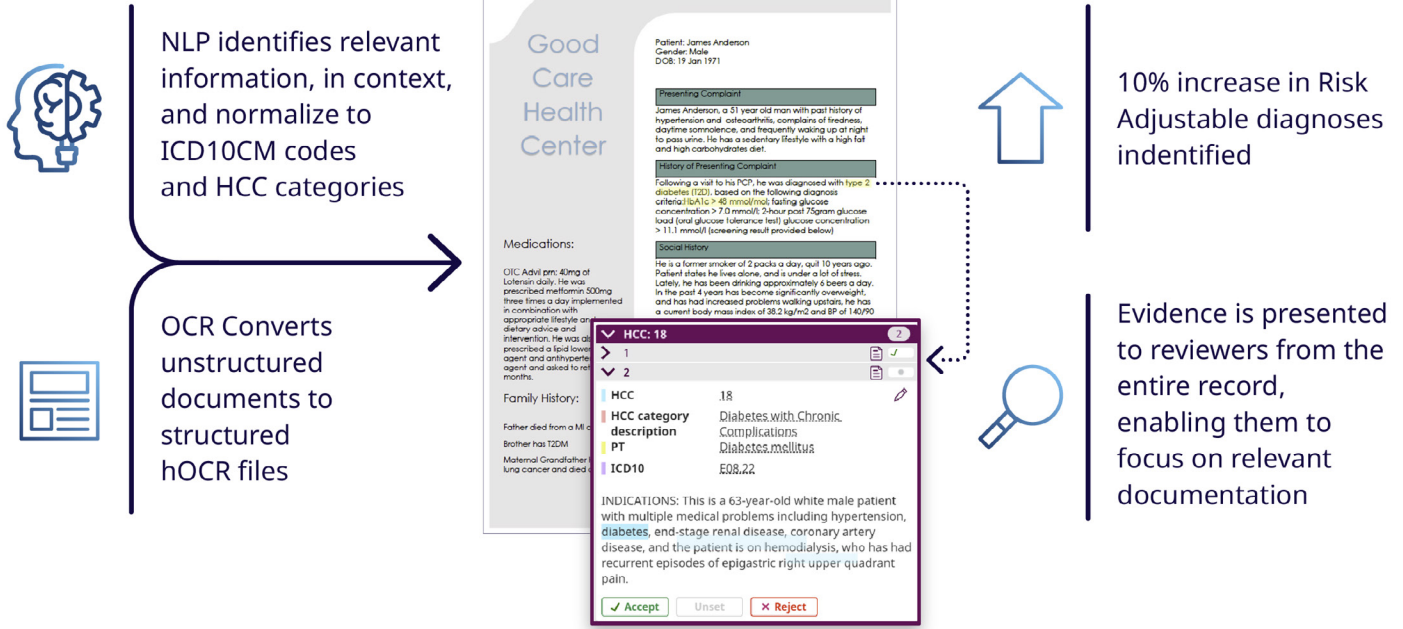 NLP identifies relevant
information, in context,
and normalize to
ICD10CM codes
and HCC categories
OCR Converts
unstructured
documents to
structured
hOCR files
Good
Care
Health
Center
Medications:
OTC Advil prn; 40mg of
Lotensin daily. He was
prescribed metformin 500mg
three times a day implemented
in combination with
appropriate lifestyle and
dietary advice and
intervention. He was
prescribed a lipid
agent and
agent and asked to
months.
Family History:
Father died from a MI
Brother has T2DM
Maternal Grandfather
lung cancer and died
Patient: James Anderson
Gender: Male
DOB: 19 Jan 1971
Presenting Complaint
James Anderson, a 51 year old man with past history of
hypertension and osteoarthritis, complains of tiredness,
daytime somnolence, and frequently waking up at night
to pass urine. He has a sedentary lifestyle with a high fat
and high carbohydrates diet.
History of Presenting Complaint
Following a visit to his PCP, he was diagnosed with type 2
diabetes (T2D), based on the following diagnosis
criteria:HbA1c > 48 mmol/mol; fasting glucose
concentration > 7.0 mmol/l; 2-hour post 75gram glucose
load (oral glucose tolerance test) glucose concentration
> 11.1 mmol/l (screening result provided below)
Social History
He is a former smoker of 2 packs a day, quit 10 years ago.
Patient states he lives alone, and is under a lot of stress.
Lately, he has been drinking approximately 6 beers a day.
In the past 4 years has become significantly overweight,
and has had increased problems walking upstairs, he has
a current body mass index of 38.2 kg/m2 and BP of 140/90
HCC: 18 2
1
2
HCC 18
HCC category Diabetes with Chronic
description Complications
PT Diabetes mellitus
ICD10 E08.22
INDICATIONS: This is a 63-year-old white male patient
with multiple medical problems including hypertension,
diabetes, end-stage renal disease, coronary artery
disease, and the patient is on hemodialysis, who has had
recurrent episodes of epigastric right upper quadrant
pain.
Accept Unset Reject
10% increase in Risk
Adjustable diagnoses
indentified
Evidence is presented
to reviewers from the
entire record,
enabling them to
focus on relevant
documentation